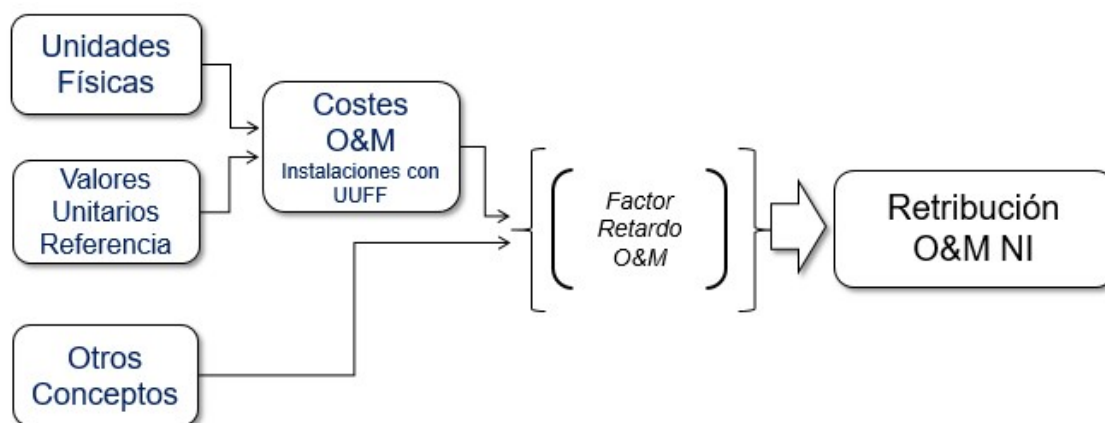 Unidades
Físicas
Valores
Unitarios
Referencia
Otros
Conceptos
Costes
O&M
Instalaciones con
UUFF
Factor
Retardo
O&M
Retribución
O&M NI